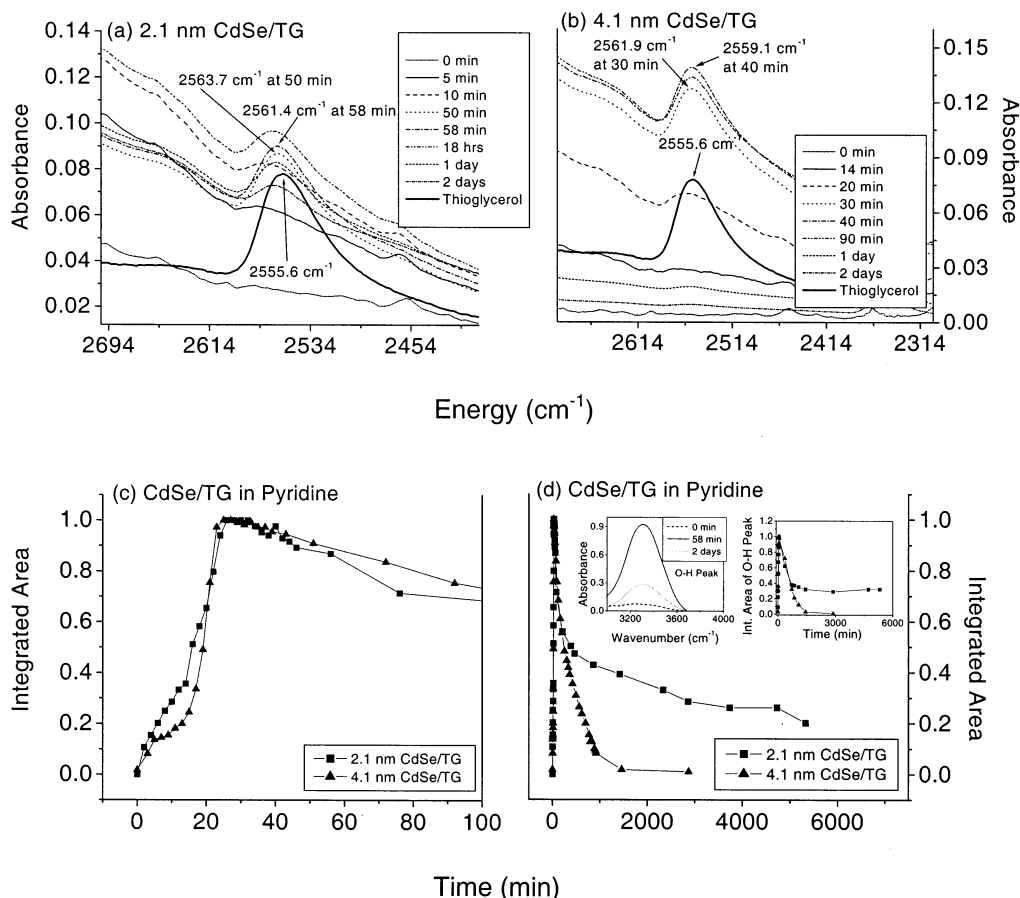 (a) 2.1 nm CdSe/TG
0.14
0.12
0.10
0.08
0.06
0.04
0.02
Absorbance
2563.7 cm⁻¹ at 50 min
2561.4 cm⁻¹ at 58 min
2555.6 cm⁻¹
0 min
5 min
10 min
50 min
58 min
18 hrs
1 day
2 days
Thioglycerol
2694
2614
2534
2454
(b) 4.1 nm CdSe/TG
2561.9 cm⁻¹
at 30 min
2559.1 cm⁻¹
at 40 min
2555.6 cm⁻¹
0 min
14 min
20 min
30 min
40 min
90 min
1 day
2 days
Thioglycerol
0.15
0.12
0.09
0.06
0.03
0.00
Absorbance
2614
2514
2414
2314
Energy (cm⁻¹)
(c) CdSe/TG in Pyridine
1.0
0.8
0.6
0.4
0.2
0.0
Integrated Area
2.1 nm CdSe/TG
4.1 nm CdSe/TG
0
20
40
60
80
100
(d) CdSe/TG in Pyridine
0.9
0.6
0.3
0.0
Absorbance
0 min
58 min
2 days
O-H Peak
3200
3600
4000
Wavenumber (cm⁻¹)
Int. Area of O-H Peak
1.2
1.0
0.8
0.6
0.4
0.2
0.0
0
3000
6000
Time (min)
2.1 nm CdSe/TG
4.1 nm CdSe/TG
1.0
0.8
0.6
0.4
0.2
0.0
Integrated Area
0
2000
4000
6000
Time (min)